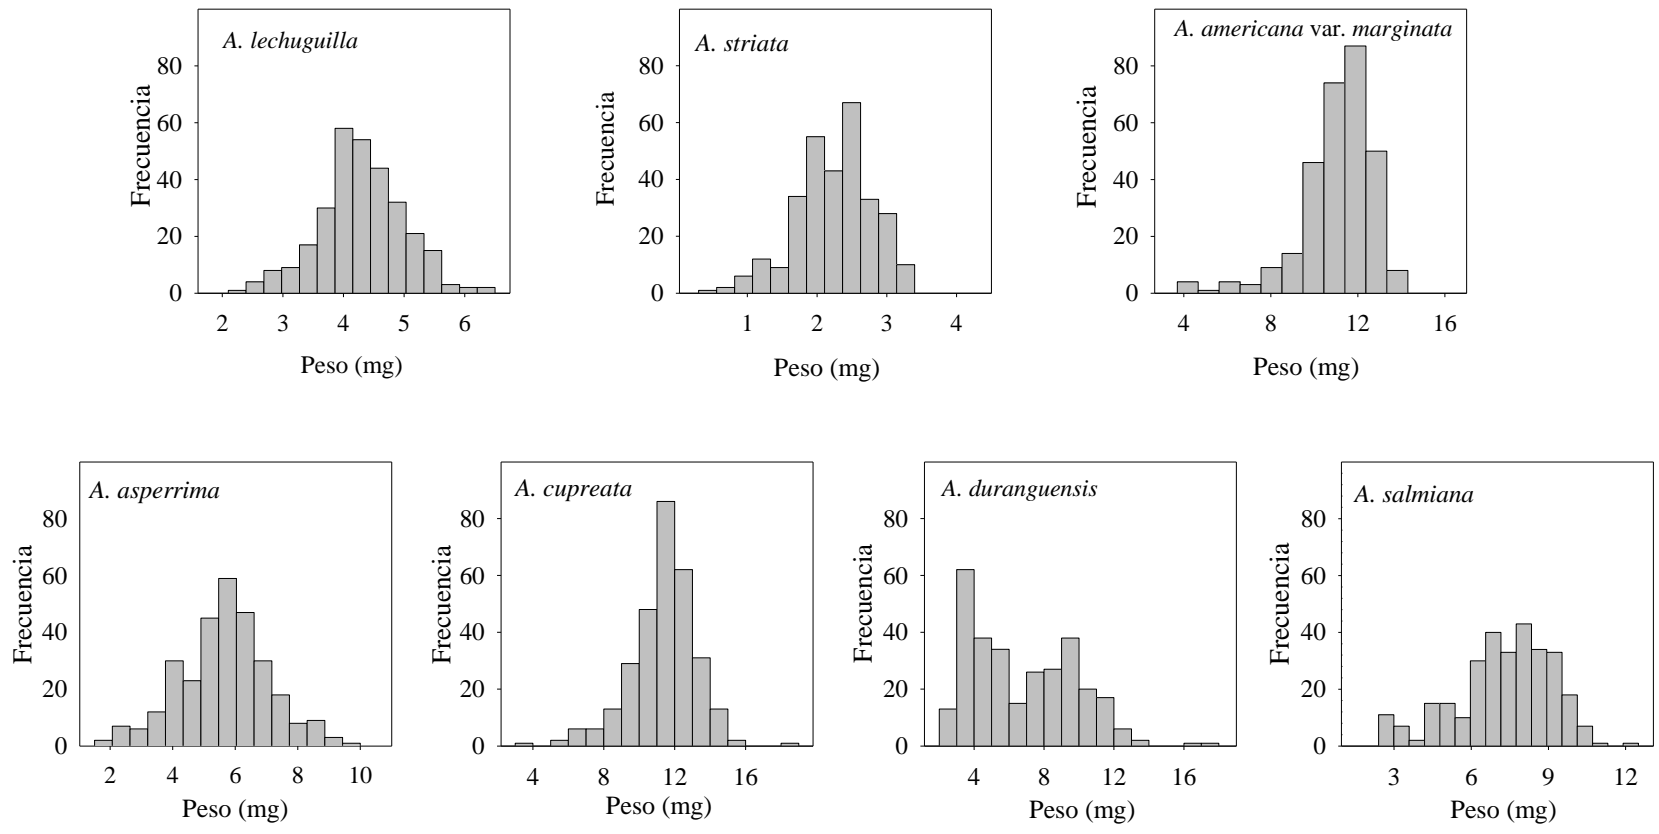 A. lechuguilla
Frecuencia
80
60
40
20
0
2 3 4 5 6
Peso (mg)
A. striata
Frecuencia
80
60
40
20
0
1 2 3 4
Peso (mg)
A. americana var. marginata
Frecuencia
80
60
40
20
0
4 8 12 16
Peso (mg)
A. asperrima
Frecuencia
80
60
40
20
0
2 4 6 8 10
Peso (mg)
A. cupreata
Frecuencia
80
60
40
20
0
4 8 12 16
Peso (mg)
A. duranguensis
Frecuencia
80
60
40
20
0
4 8 12 16
Peso (mg)
A. salmiana
Frecuencia
80
60
40
20
0
3 6 9 12
Peso (mg)